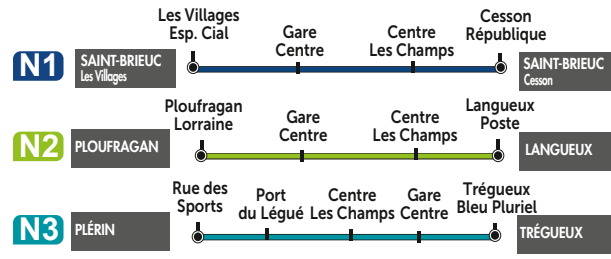 Les Villages
Esp. Cial
Gare
Centre
Centre
Les Champs
Cesson
République
N1
SAINT-BRIEUC
Les Villages
SAINT-BRIEUC
Cesson
Ploufragan
Lorraine
Gare
Centre
Centre
Les Champs
Langueux
Poste
N2
PLOUFRAGAN
LANGUEUX
Rue des
Sports
Port
du Légué
Centre
Les Champs
Gare
Centre
Trégueux
Bleu Pluriel
N3
PLÉRIN
TRÉGUEUX